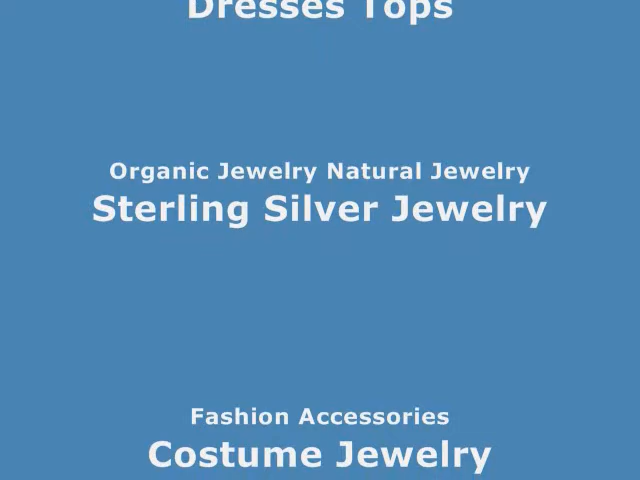 Dresses Tops
Organic Jewelry Natural Jewelry
Sterling Silver Jewelry
Fashion Accessories
Costume Jewelry